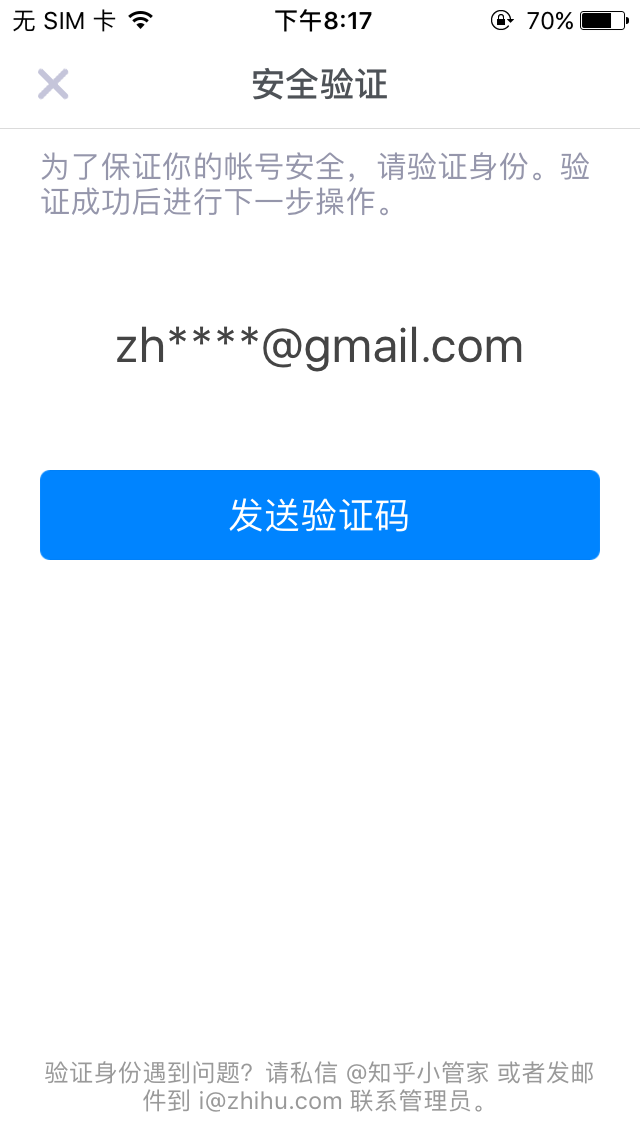 无 SIM 卡 下午8:17 70%
安全验证
为了保证你的帐号安全，请验证身份。验
证成功后进行下一步操作。
zh****@gmail.com
发送验证码
验证身份遇到问题？请私信 @知乎小管家 或者发邮
件到 i@zhihu.com 联系管理员。